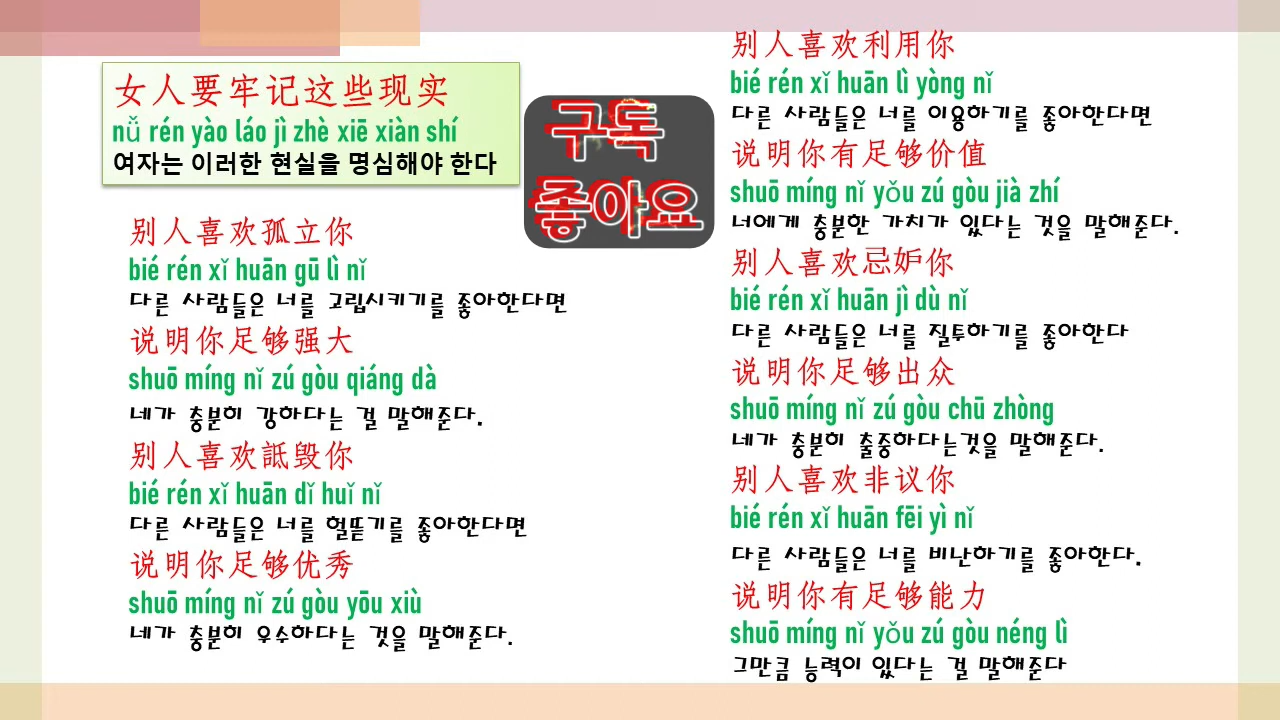 女人要牢记这些现实
nǚ rén yào láo jì zhè xiē xiàn shí
여자는 이러한 현실을 명심해야 한다
구독
좋아요
别人喜欢孤立你
bié rén xǐ huān gū lì nǐ
다른 사람들은 너를 고립시키기를 좋아한다면
说明你足够强大
shuō míng nǐ zú gòu qiáng dà
네가 충분히 강하다는 걸 말해준다.
别人喜欢詆毁你
bié rén xǐ huān dǐ huǐ nǐ
다른 사람들은 너를 헐뜯기를 좋아한다면
说明你足够优秀
shuō míng nǐ zú gòu yōu xiù
네가 충분히 우수하다는 것을 말해준다.
别人喜欢利用你
bié rén xǐ huān lì yòng nǐ
다른 사람들은 너를 이용하기를 좋아한다면
说明你有足够价值
shuō míng nǐ yǒu zú gòu jià zhí
너에게 충분한 가치가 있다는 것을 말해준다.
别人喜欢忌妒你
bié rén xǐ huān jì dù nǐ
다른 사람들은 너를 질투하기를 좋아한다
说明你足够出众
shuō míng nǐ zú gòu chū zhòng
네가 충분히 출중하다는것을 말해준다.
别人喜欢非议你
bié rén xǐ huān fēi yì nǐ
다른 사람들은 너를 비난하기를 좋아한다.
说明你有足够能力
shuō míng nǐ yǒu zú gòu néng lì
그만큼 능력이 있다는 걸 말해준다